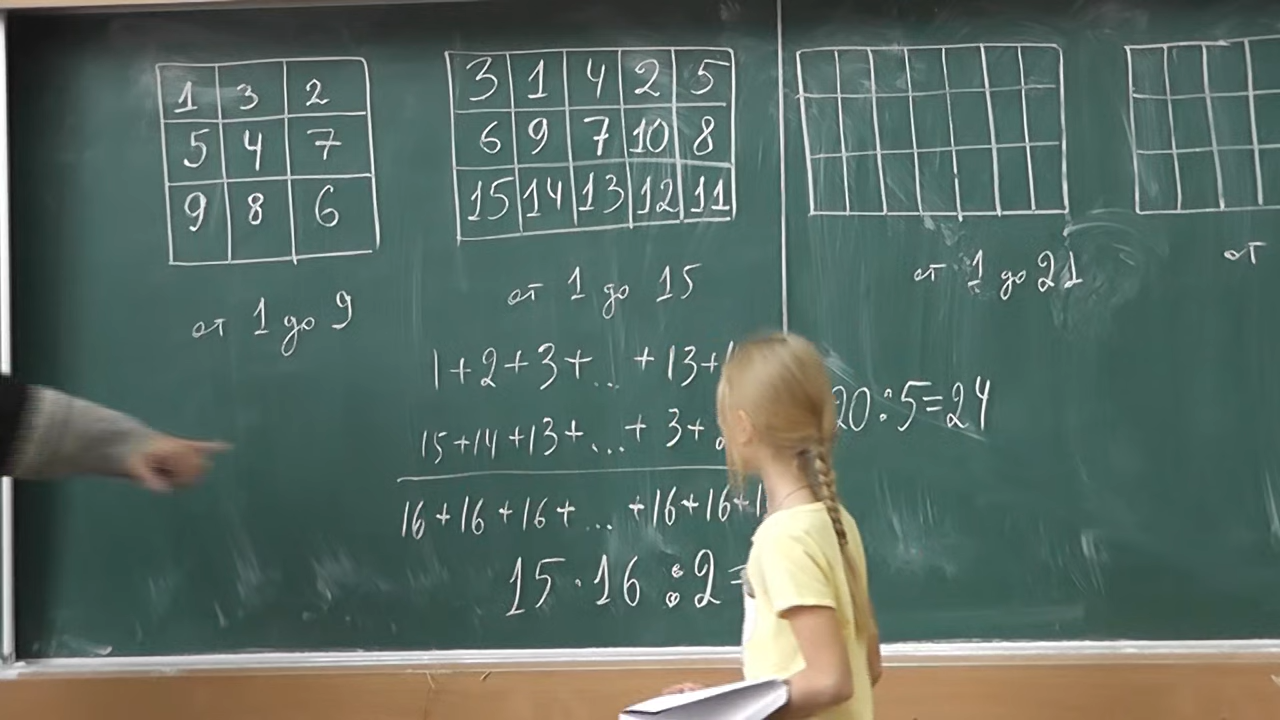 1 3 2
5 4 7
9 8 6
от 1 до 9
3 1 4 2 5
6 9 7 10 8
15 14 13 12 11
от 1 до 15
1+2+3+...+13+
15+14+13+...+3+
16+16+16+...+16+16+1
15·16:2=
от 1 до 21
20:5=24
от